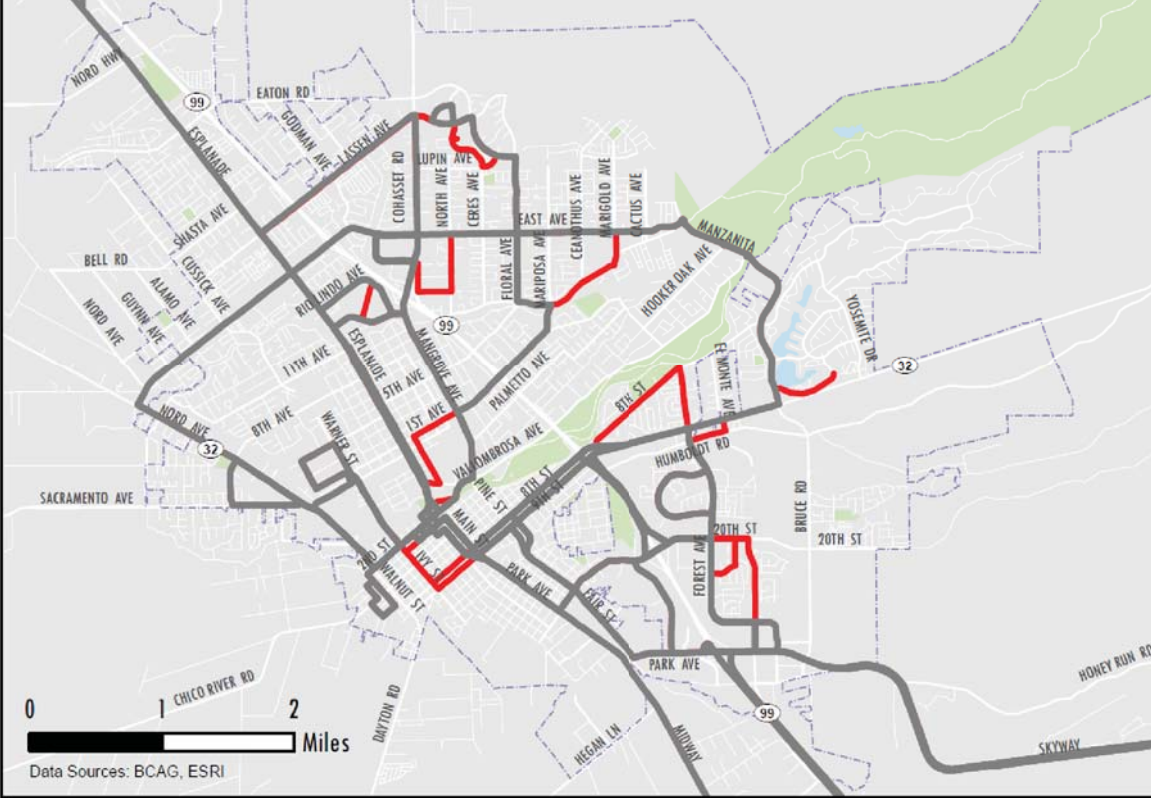 NORD HWY
99
EATON RD
GODMAN AVE
ESPLANADE
LASSEN AVE
LUPIN AVE
COHASSET RD
NORTH AVE
CERES AVE
EAST AVE
CEANOTHUS AVE
MARIGOLD AVE
CACTUS AVE
MANZANITA
SHASTA AVE
BELL RD
CUSSICK AVE
ALAMO AVE
GUYNN AVE
NORD AVE
RIO LINDO AVE
FLORAL AVE
MARIPOSA AVE
HOOKER OAK AVE
YOSEMITE DR
99
32
11TH AVE
ESPLANADE
MANGROVE AVE
5TH AVE
PALMETTO AVE
EL MONTE AVE
8TH ST
NORD AVE
8TH AVE
1ST AVE
WARNER ST
32
VALLOMBROSA AVE
HUMBOLDT RD
SACRAMENTO AVE
PINE ST
8TH ST
9TH ST
BRUCE RD
MAIN ST
20TH ST
20TH ST
2ND ST
IVY ST
WALNUT ST
PARK AVE
FAIR ST
FOREST AVE
PARK AVE
HONEY RUN RD
CHICO RIVER RD
DAYTON RD
99
HEGAN LN
MIDWAY
SKYWAY
0 1 2
Miles
Data Sources: BCAG, ESRI